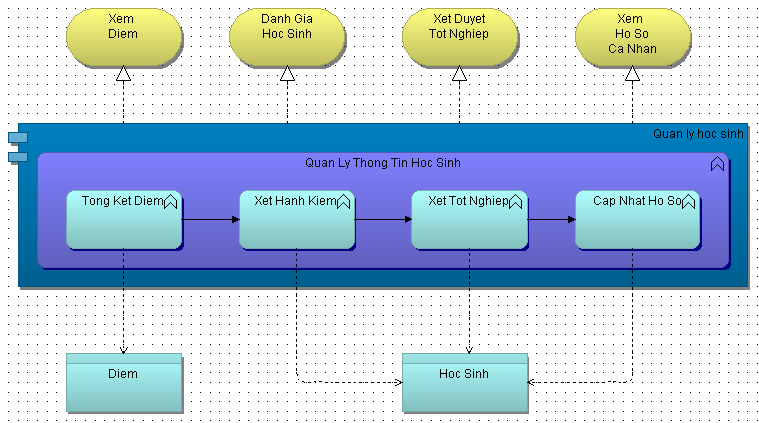 Xem
Diem
Danh Gia
Hoc Sinh
Xet Duyet
Tot Nghiep
Xem
Ho So
Ca Nhan
Quan ly hoc sinh
Quan Ly Thong Tin Hoc Sinh
Tong Ket Diem
Xet Hanh Kiem
Xet Tot Nghiep
Cap Nhat Ho So
Diem
Hoc Sinh